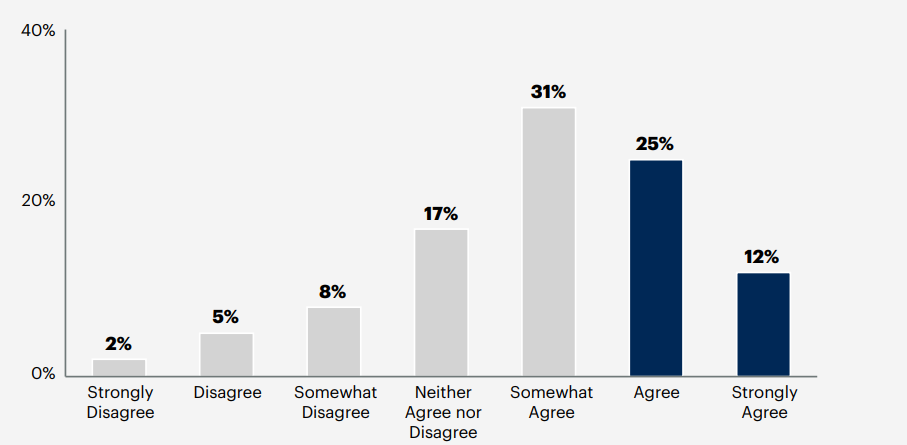 40%
31%
25%
20%
17%
12%
8%
5%
2%
0%
Strongly
Disagree
Disagree
Somewhat
Disagree
Neither
Agree nor
Disagree
Somewhat
Agree
Agree
Strongly
Agree